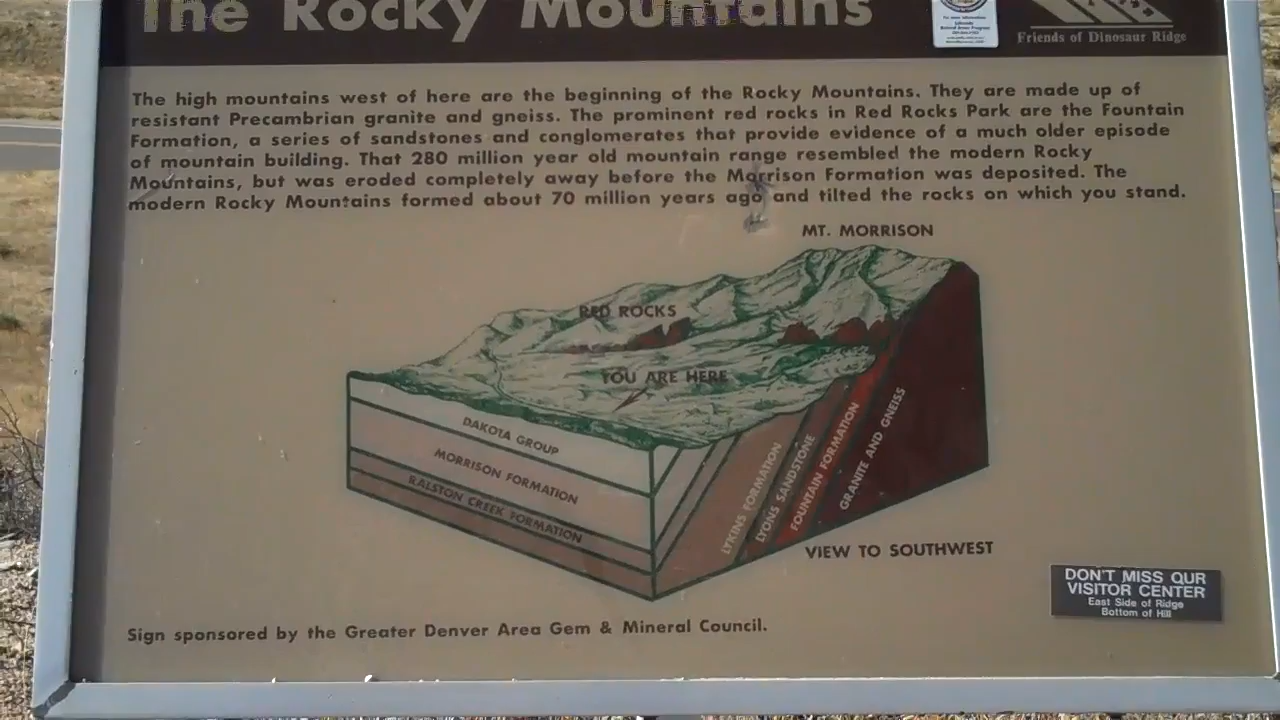 The Rocky Mountains
For more information:
Friends of Dinosaur Ridge
The high mountains west of here are the beginning of the Rocky Mountains. They are made up of
resistant Precambrian granite and gneiss. The prominent red rocks in Red Rocks Park are the Fountain
Formation, a series of sandstones and conglomerates that provide evidence of a much older episode
of mountain building. That 280 million year old mountain range resembled the modern Rocky
Mountains, but was eroded completely away before the Morrison Formation was deposited. The
modern Rocky Mountains formed about 70 million years ago and tilted the rocks on which you stand.
MT. MORRISON
RED ROCKS
YOU ARE HERE
DAKOTA GROUP
MORRISON FORMATION
RALSTON CREEK FORMATION
LYKINS FORMATION
LYONS SANDSTONE
FOUNTAIN FORMATION
GRANITE AND GNEISS
VIEW TO SOUTHWEST
DON'T MISS OUR
VISITOR CENTER
East Side of Ridge
Bottom of Hill
Sign sponsored by the Greater Denver Area Gem & Mineral Council.